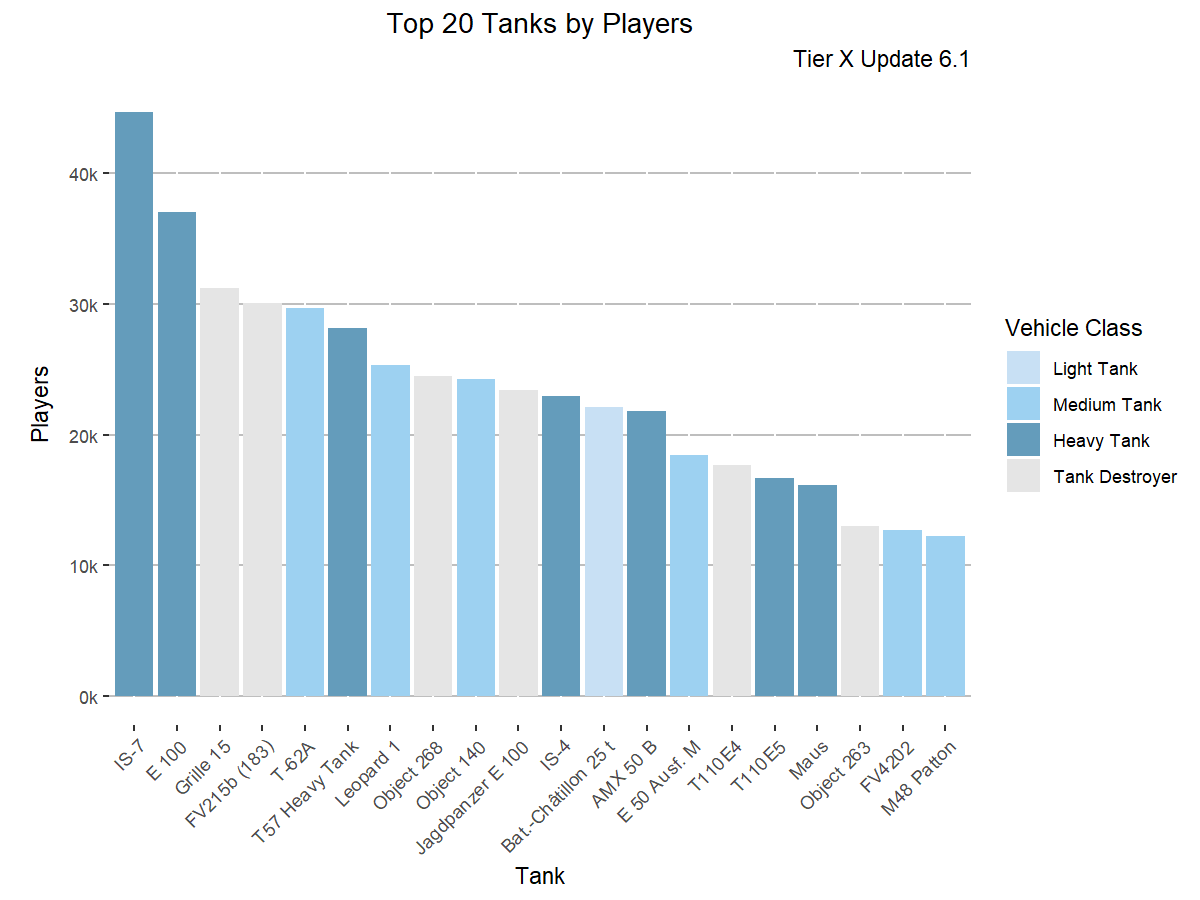 Top 20 Tanks by Players
Tier X Update 6.1
Players
40k
30k
20k
10k
0k
IS-7
E 100
Grille 15
FV215b (183)
T-62A
T57 Heavy Tank
Leopard 1
Object 268
Object 140
Jagdpanzer E 100
IS-4
Bat.-Châtillon 25 t
AMX 50 B
E 50 Ausf. M
T110E4
T110E5
Maus
Object 263
FV4202
M48 Patton
Tank
Vehicle Class
Light Tank
Medium Tank
Heavy Tank
Tank Destroyer